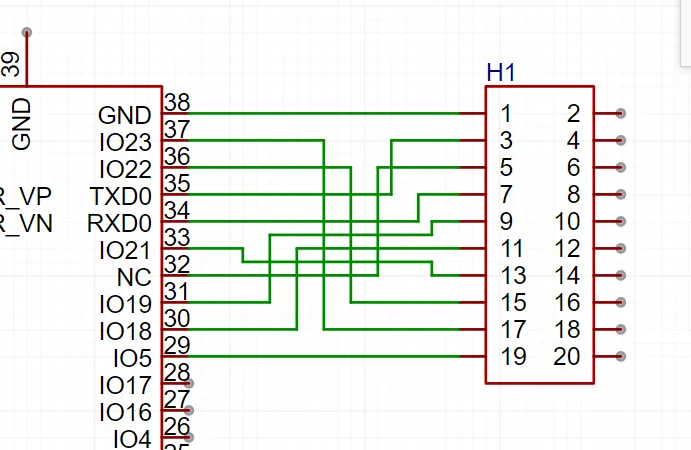 H1
39
GND
GND 38
IO23 37
IO22 36
TXD0 35
RXD0 34
IO21 33
NC 32
IO19 31
IO18 30
IO5 29
IO17 28
IO16 27
IO4 26
R_VP
R_VN
1 2
3 4
5 6
7 8
9 10
11 12
13 14
15 16
17 18
19 20